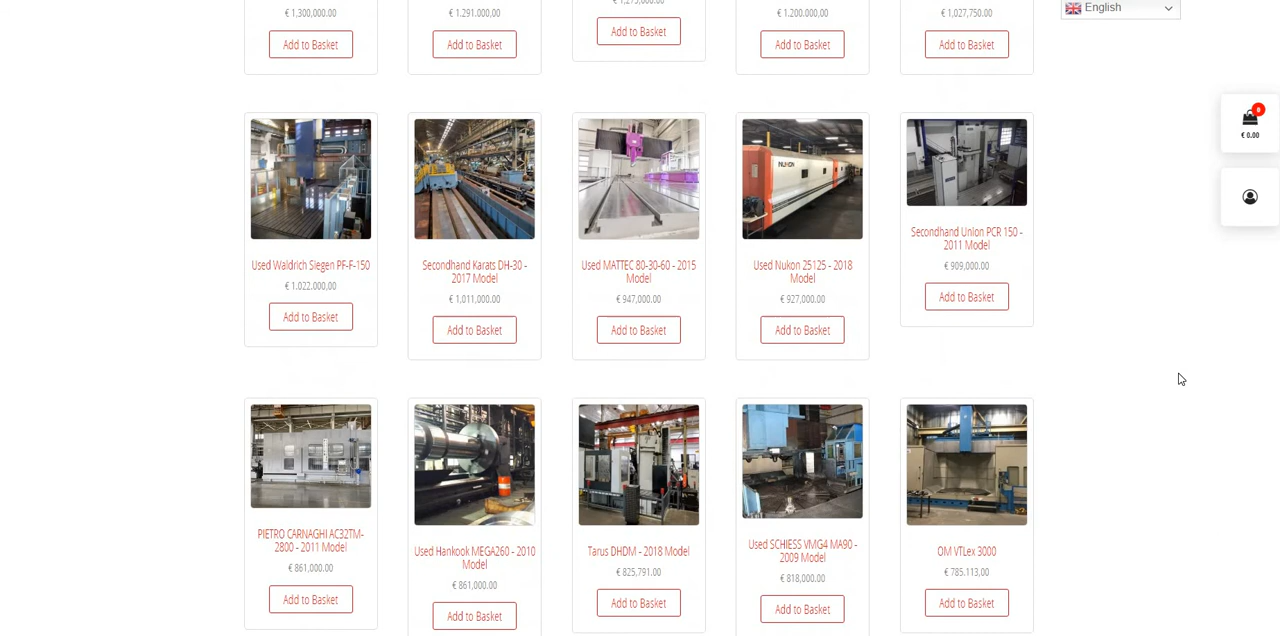 English
€ 1,300,000.00
€ 1.291.000,00
€ 1.200.000,00
€ 1,027,750.00
Add to Basket
Add to Basket
Add to Basket
Add to Basket
Add to Basket
0
€ 0.00
NUKON
Used Waldrich Siegen PF-F-150
€ 1.022.000,00
Add to Basket
Secondhand Karats DH-30 -
2017 Model
€ 1,011,000.00
Add to Basket
Used MATTEC 80-30-60 - 2015
Model
€ 947,000.00
Add to Basket
Used Nukon 25125 - 2018
Model
€ 927,000.00
Add to Basket
Secondhand Union PCR 150 -
2011 Model
€ 909,000.00
Add to Basket
PIETRO CARNAGHI AC32TM-
2800 - 2011 Model
€ 861,000.00
Add to Basket
Used Hankook MEGA260 - 2010
Model
€ 861,000.00
Add to Basket
Tarus DHDM - 2018 Model
€ 825,791.00
Add to Basket
Used SCHIESS VMG4 MA90 -
2009 Model
€ 818,000.00
Add to Basket
OM VTLex 3000
€ 785.113,00
Add to Basket